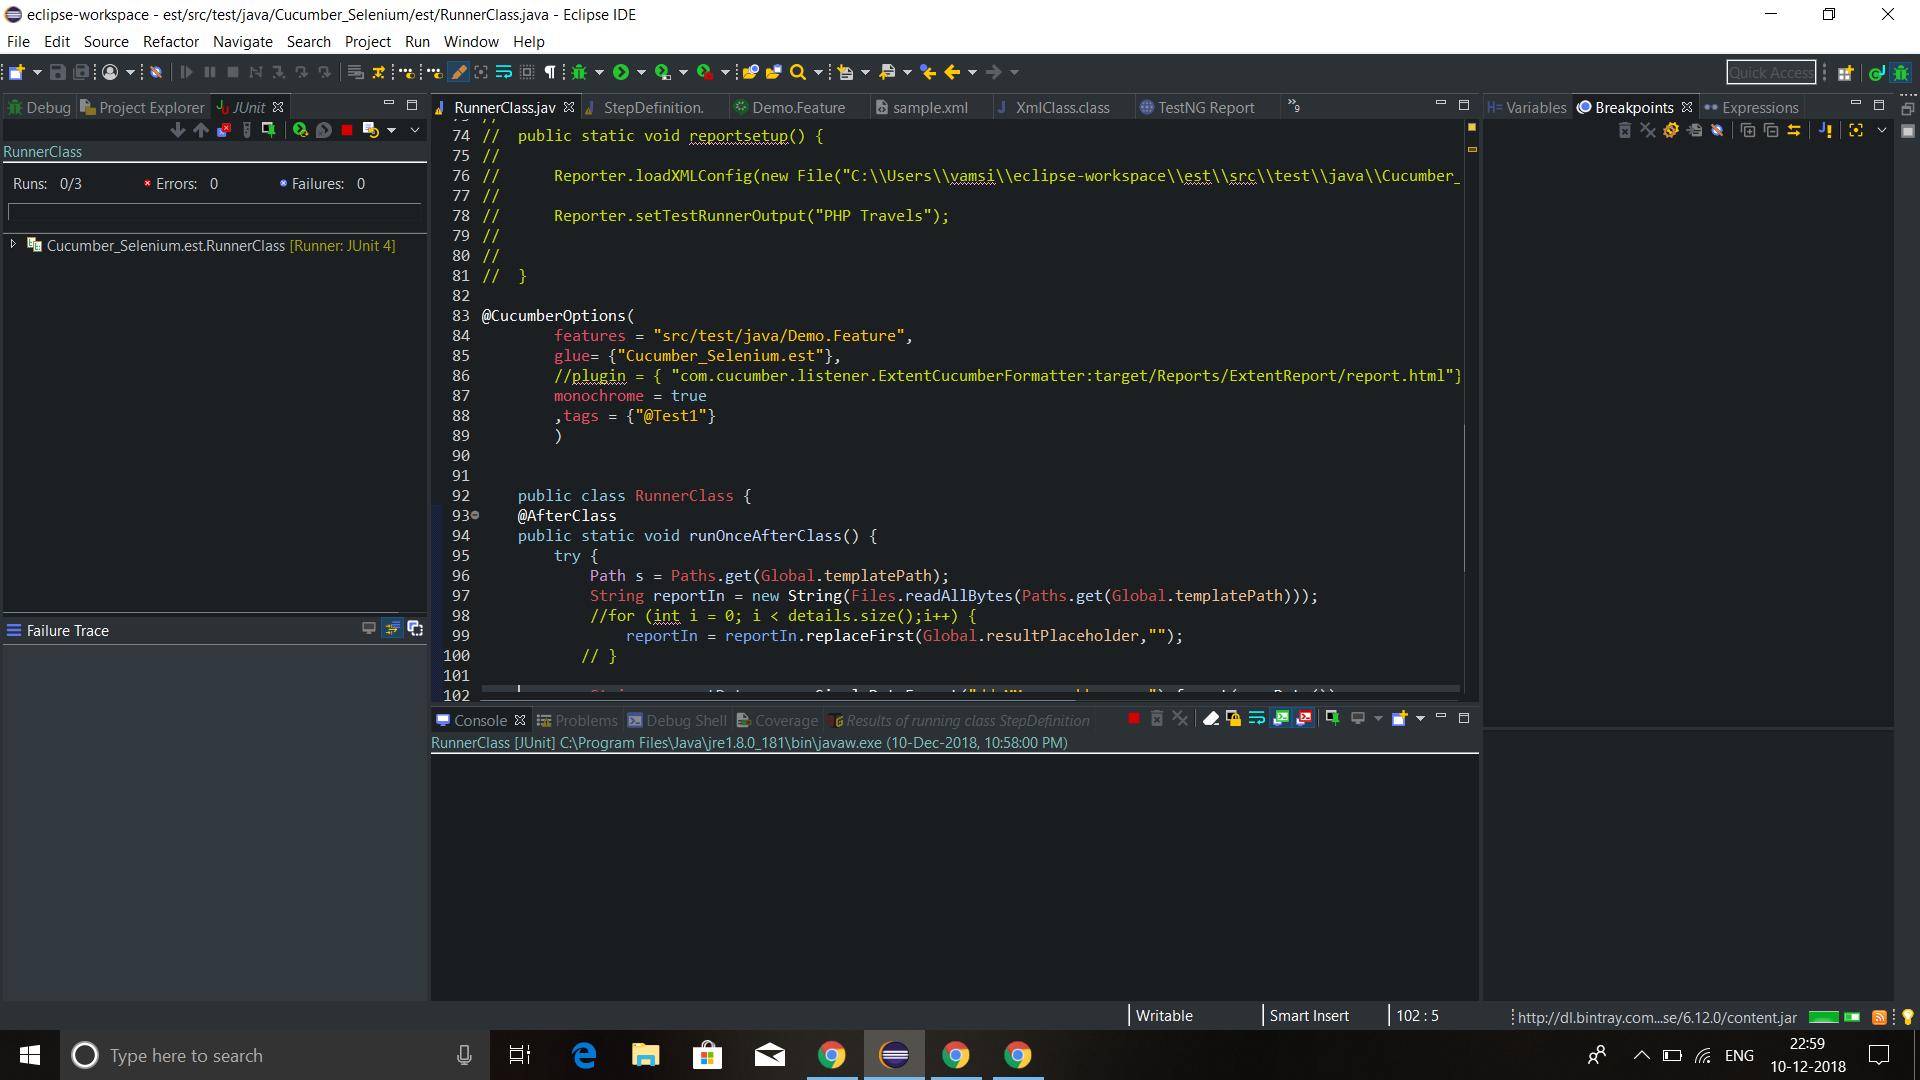 eclipse-workspace - est/src/test/java/Cucumber_Selenium/est/RunnerClass.java - Eclipse IDE
File Edit Source Refactor Navigate Search Project Run Window Help
Quick Access
Debug Project Explorer JUnit
RunnerClass
Runs: 0/3 Errors: 0 Failures: 0
Cucumber_Selenium.est.RunnerClass [Runner: JUnit 4]
Failure Trace
RunnerClass.jav StepDefinition. Demo.Feature sample.xml XmlClass.class TestNG Report »9
74 // public static void reportsetup() {
75 //
76 // Reporter.loadXMLConfig(new File("C:\\Users\\vamsi\\eclipse-workspace\\est\\src\\test\\java\\Cucumber_
77 //
78 // Reporter.setTestRunnerOutput("PHP Travels");
79 //
80 //
81 // }
82
83 @CucumberOptions(
84 features = "src/test/java/Demo.Feature",
85 glue= {"Cucumber_Selenium.est"},
86 //plugin = { "com.cucumber.listener.ExtentCucumberFormatter:target/Reports/ExtentReport/report.html"}
87 monochrome = true
88 ,tags = {"@Test1"}
89 )
90
91
92 public class RunnerClass {
93 @AfterClass
94 public static void runOnceAfterClass() {
95 try {
96 Path s = Paths.get(Global.templatePath);
97 String reportIn = new String(Files.readAllBytes(Paths.get(Global.templatePath)));
98 //for (int i = 0; i < details.size();i++) {
99 reportIn = reportIn.replaceFirst(Global.resultPlaceholder,"");
100 // }
101
102
Variables Breakpoints Expressions
Console Problems Debug Shell Coverage Results of running class StepDefinition
RunnerClass [JUnit] C:\Program Files\Java\jre1.8.0_181\bin\javaw.exe (10-Dec-2018, 10:58:00 PM)
Writable Smart Insert 102 : 5 http://dl.bintray.com...se/6.12.0/content.jar
Type here to search
ENG
22:59
10-12-2018